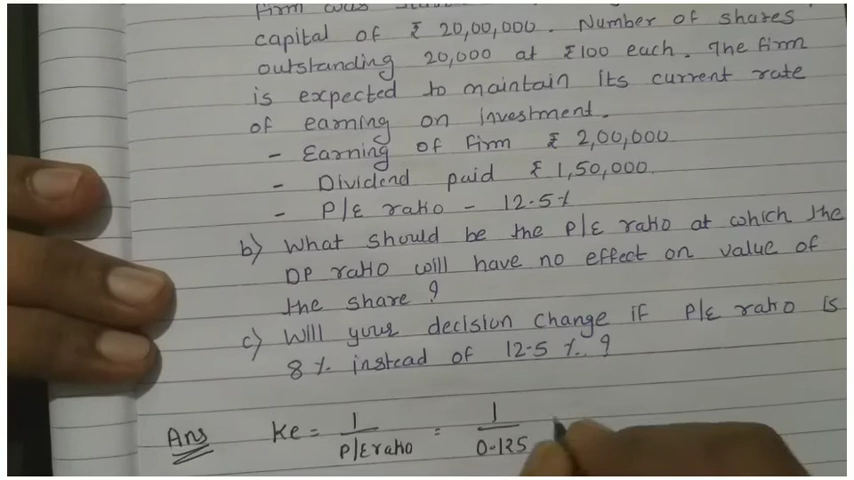 Firm was
capital of ₹ 20,00,000. Number of shares
outstanding 20,000 at ₹100 each. The firm
is expected to maintain its current rate
of earning on investment.
- Earning of firm ₹ 2,00,000
- Dividend paid ₹ 1,50,000.
- P/E ratio - 12.5%
b) What should be the P/E ratio at which the
DP ratio will have no effect on value of
the share ?
c) Will your decision change if P/E ratio is
8 % instead of 12.5 % ?
Ans Ke = 1 / P/E ratio = 1 / 0.125